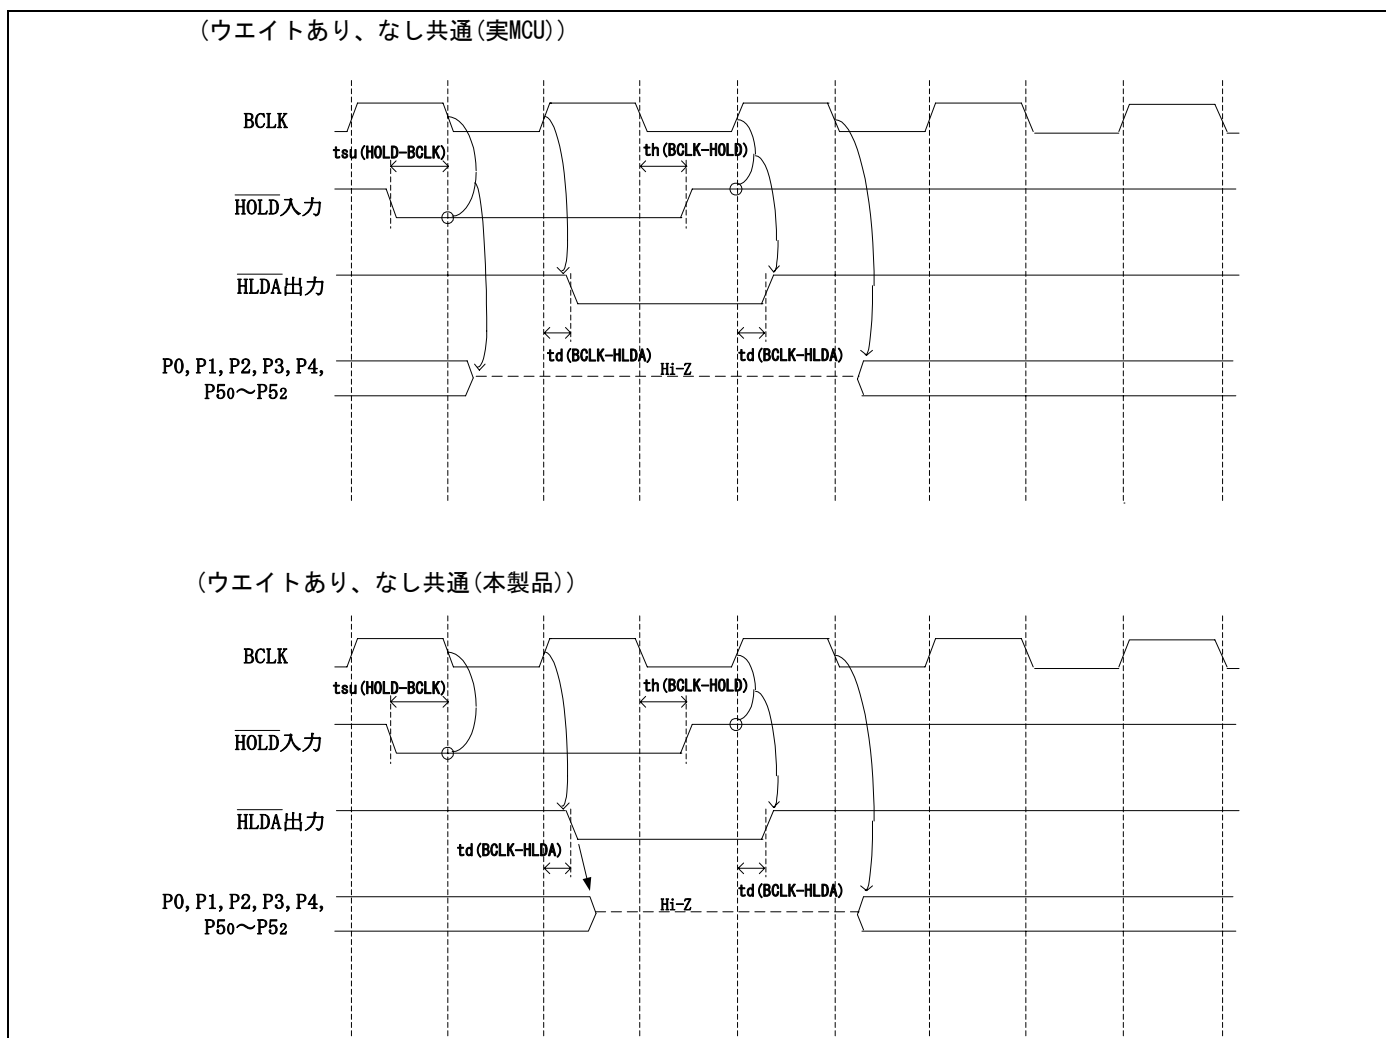 （ウエイトあり、なし共通(実MCU)）
BCLK
tsu(HOLD-BCLK)
th(BCLK-HOLD)
HOLD入力
HLDA出力
td(BCLK-HLDA)
td(BCLK-HLDA)
P0, P1, P2, P3, P4,
P50～P52
Hi-Z
（ウエイトあり、なし共通(本製品)）
BCLK
tsu(HOLD-BCLK)
th(BCLK-HOLD)
HOLD入力
HLDA出力
td(BCLK-HLDA)
td(BCLK-HLDA)
P0, P1, P2, P3, P4,
P50～P52
Hi-Z